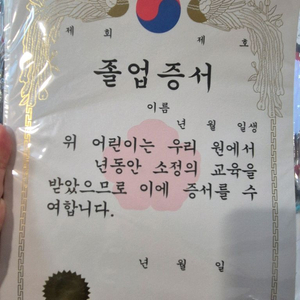 제 회 제 호
졸업증서
이름
년 월 일생
위 어린이는 우리 원에서
년동안 소정의 교육을
받았으므로 이에 증서를 수
여합니다.
년 월 일